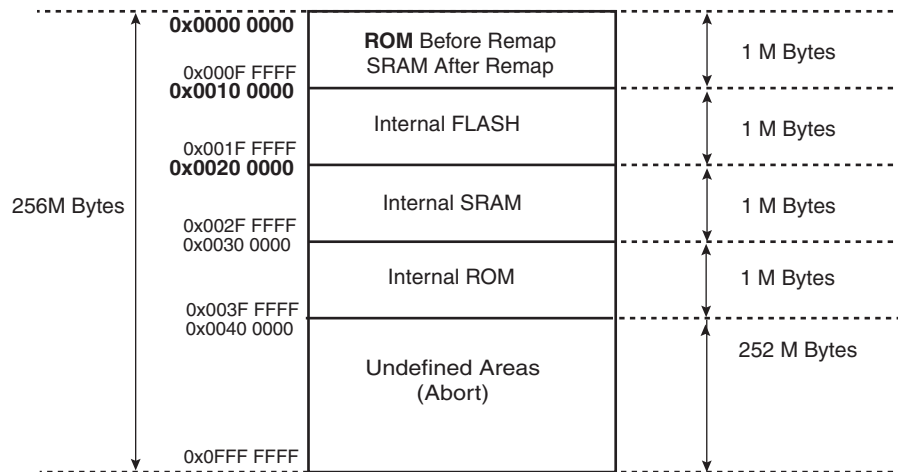 0x0000 0000
ROM Before Remap
SRAM After Remap
1 M Bytes
0x000F FFFF
0x0010 0000
Internal FLASH
1 M Bytes
0x001F FFFF
0x0020 0000
256M Bytes
Internal SRAM
1 M Bytes
0x002F FFFF
0x0030 0000
Internal ROM
1 M Bytes
0x003F FFFF
0x0040 0000
252 M Bytes
Undefined Areas
(Abort)
0x0FFF FFFF